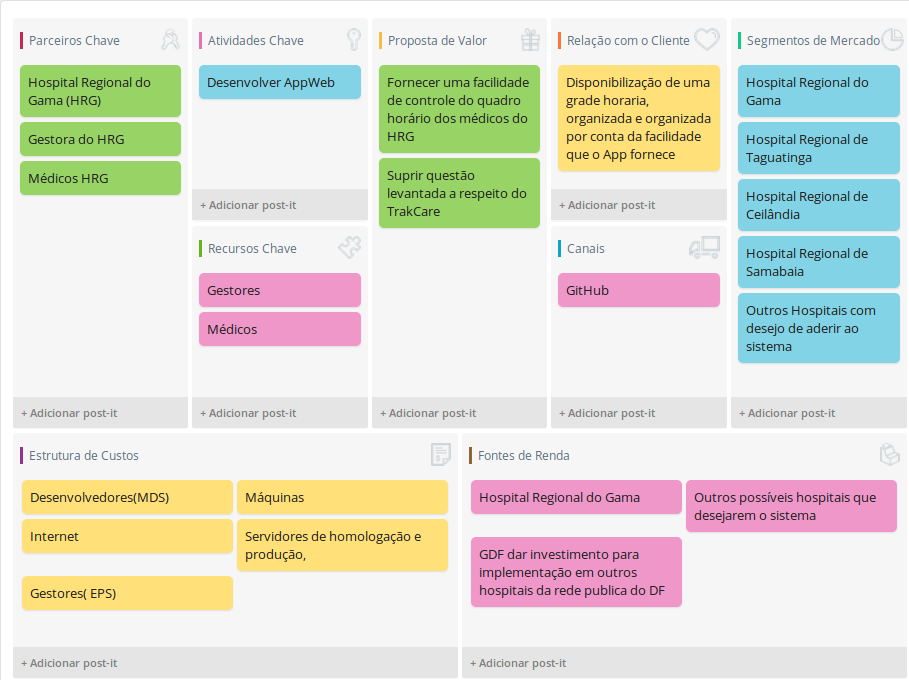 Parceiros Chave
Hospital Regional do
Gama (HRG)
Gestora do HRG
Médicos HRG
+ Adicionar post-it
Atividades Chave
Desenvolver AppWeb
+ Adicionar post-it
Recursos Chave
Gestores
Médicos
+ Adicionar post-it
Proposta de Valor
Fornecer uma facilidade
de controle do quadro
horário dos médicos do
HRG
Suprir questão
levantada a respeito do
TrakCare
+ Adicionar post-it
Relação com o Cliente
Disponibilização de uma
grade horaria,
organizada e organizada
por conta da facilidade
que o App fornece
+ Adicionar post-it
Canais
GitHub
+ Adicionar post-it
Segmentos de Mercado
Hospital Regional do
Gama
Hospital Regional de
Taguatinga
Hospital Regional de
Ceilândia
Hospital Regional de
Samabaia
Outros Hospitais com
desejo de aderir ao
sistema
+ Adicionar post-it
Estrutura de Custos
Desenvolvedores(MDS)
Máquinas
Internet
Servidores de homologação e
produção,
Gestores( EPS)
+ Adicionar post-it
Fontes de Renda
Hospital Regional do Gama
Outros possíveis hospitais que
desejarem o sistema
GDF dar investimento para
implementação em outros
hospitais da rede publica do DF
+ Adicionar post-it